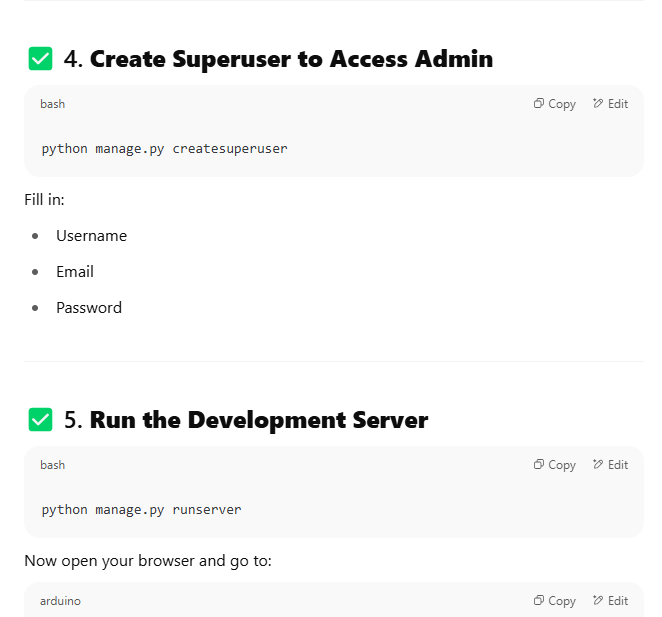 ✅ 4. Create Superuser to Access Admin
bash
Copy
Edit
python manage.py createsuperuser
Fill in:
• Username
• Email
• Password
✅ 5. Run the Development Server
bash
Copy
Edit
python manage.py runserver
Now open your browser and go to:
arduino
Copy
Edit